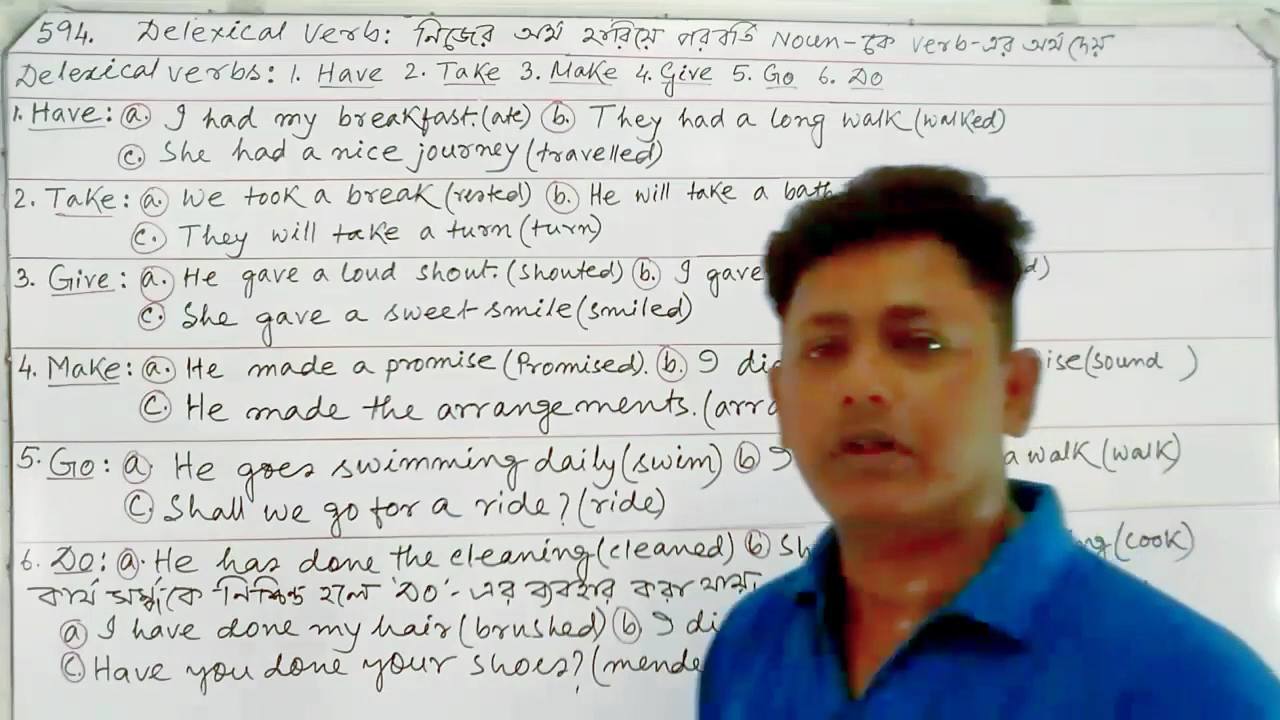 594. Delexical Verb: নিজের অর্থ হারিয়ে পরবর্তি Noun-কে verb-এর অর্থ দেয়
Delexical verbs: 1. Have 2. Take 3. Make 4. Give 5. Go 6. Do
1. Have: a. I had my breakfast. (ate) b. They had a long walk (walked)
c. She had a nice journey (travelled)
2. Take: a. We took a break (rested) b. He will take a bath
c. They will take a turn (turn)
3. Give: a. He gave a loud shout. (shouted) b. I gave d)
c. She gave a sweet smile (smiled)
4. Make: a. He made a promise (Promised). b. I di ise (sound )
c. He made the arrangements. (arra
5. Go: a. He goes swimming daily (swim) b I a walk (walk)
c. Shall we go for a ride? (ride)
6. Do: a. He has done the cleaning (cleaned) b Sh ng (cook)
কার্য সম্পর্কে নিশ্চিত হলে 'DO'-এর ব্যবহার করা যায়
a I have done my hair (brushed) b. I di
c. Have you done your shoes? (mende